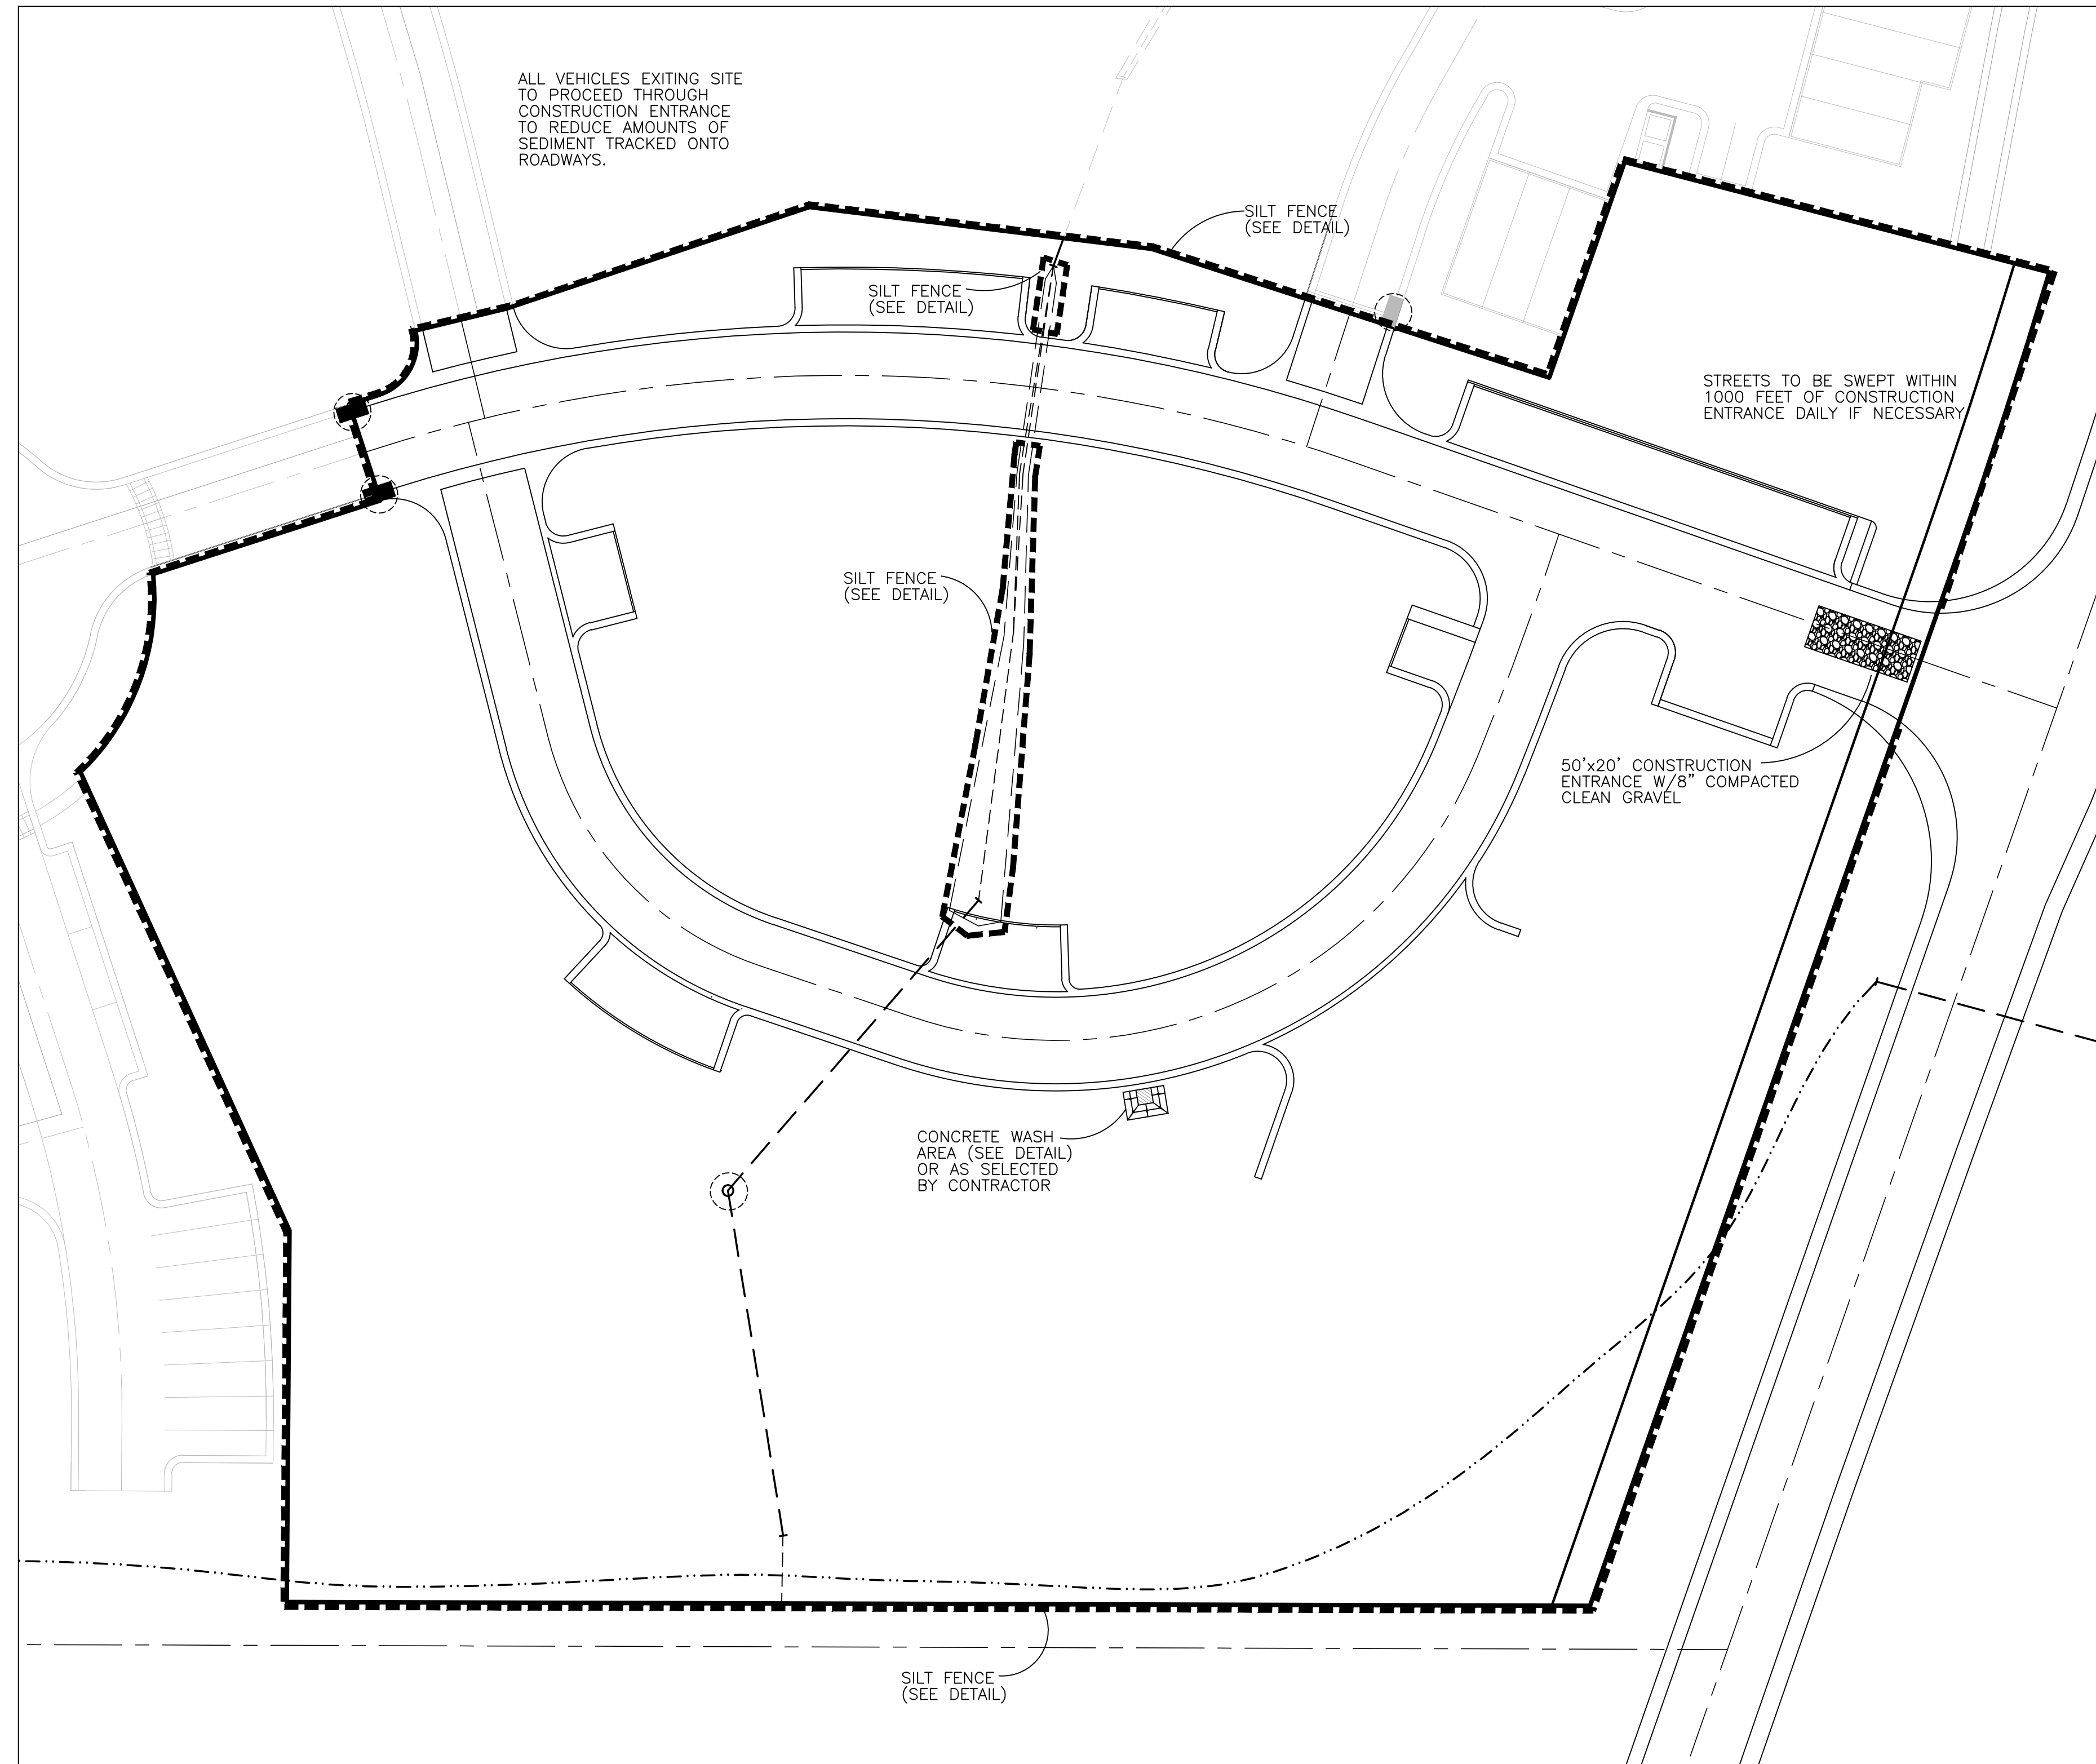 ALL VEHICLES EXITING SITE
TO PROCEED THROUGH
CONSTRUCTION ENTRANCE
TO REDUCE AMOUNTS OF
SEDIMENT TRACKED ONTO
ROADWAYS.
SILT FENCE
(SEE DETAIL)
SILT FENCE
(SEE DETAIL)
STREETS TO BE SWEPT WITHIN
1000 FEET OF CONSTRUCTION
ENTRANCE DAILY IF NECESSARY
SILT FENCE
(SEE DETAIL)
50'x20' CONSTRUCTION
ENTRANCE W/8" COMPACTED
CLEAN GRAVEL
CONCRETE WASH
AREA (SEE DETAIL)
OR AS SELECTED
BY CONTRACTOR
SILT FENCE
(SEE DETAIL)